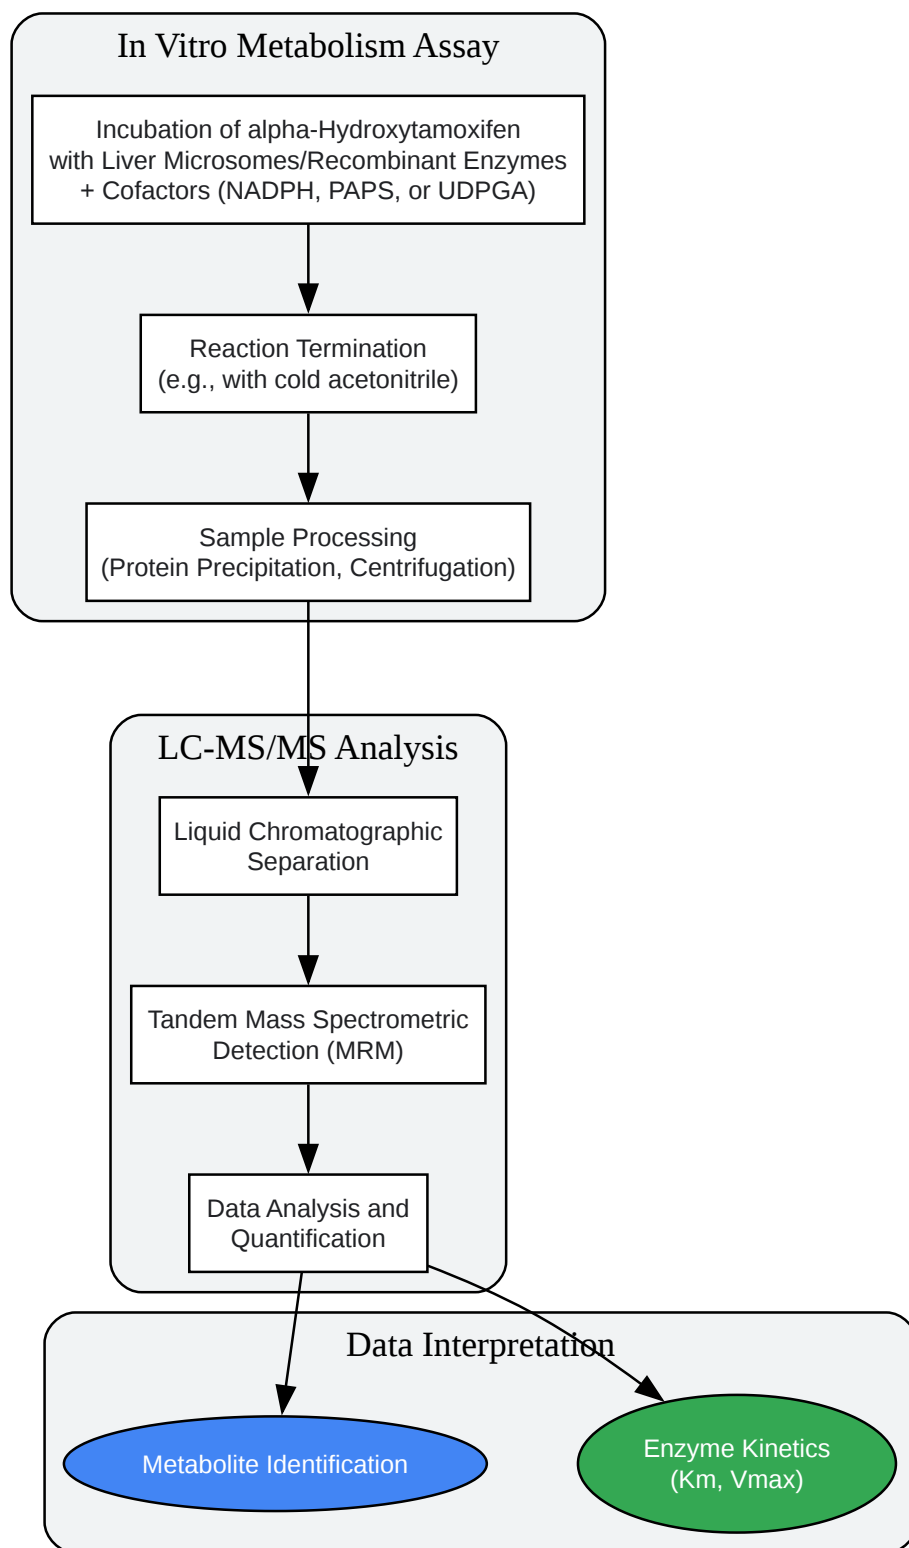 In Vitro Metabolism Assay
Incubation of alpha-Hydroxytamoxifen
with Liver Microsomes/Recombinant Enzymes
+ Cofactors (NADPH, PAPS, or UDPGA)
Reaction Termination
(e.g., with cold acetonitrile)
Sample Processing
(Protein Precipitation, Centrifugation)
LC-MS/MS Analysis
Liquid Chromatographic
Separation
Tandem Mass Spectrometric
Detection (MRM)
Data Analysis and
Quantification
Data Interpretation
Metabolite Identification
Enzyme Kinetics
(Km, Vmax)